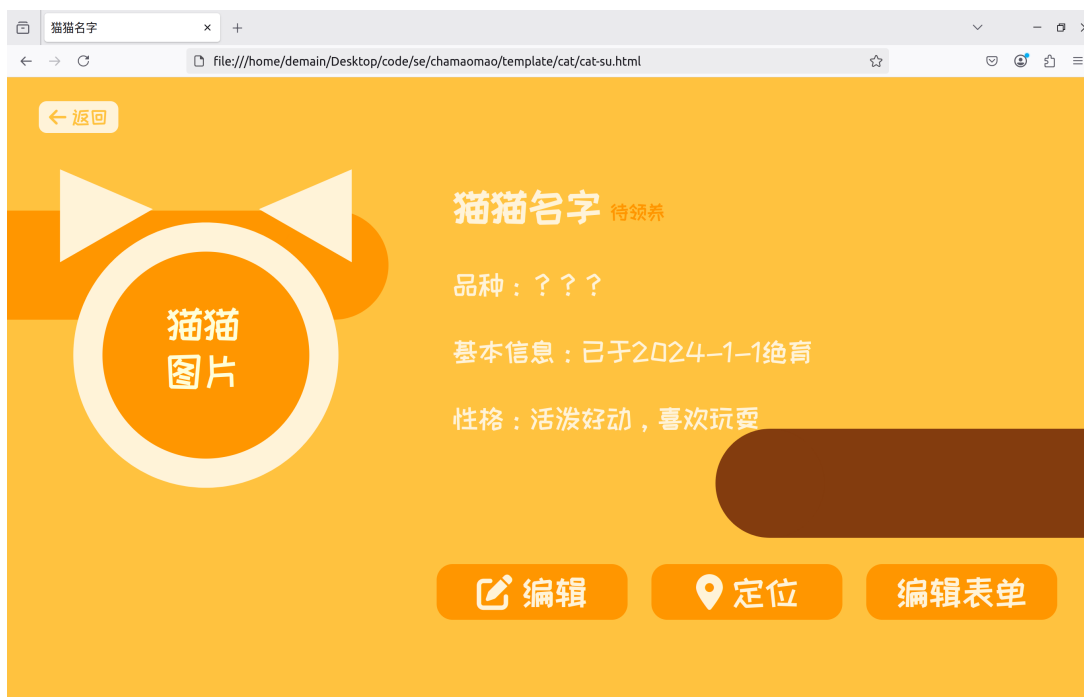 猫猫名字
file:///home/demain/Desktop/code/se/chamaomao/template/cat/cat-su.html
返回
猫猫名字 待领养
品种：？？？
基本信息：已于2024-1-1绝育
性格：活泼好动，喜欢玩耍
猫猫
图片
编辑
定位
编辑表单